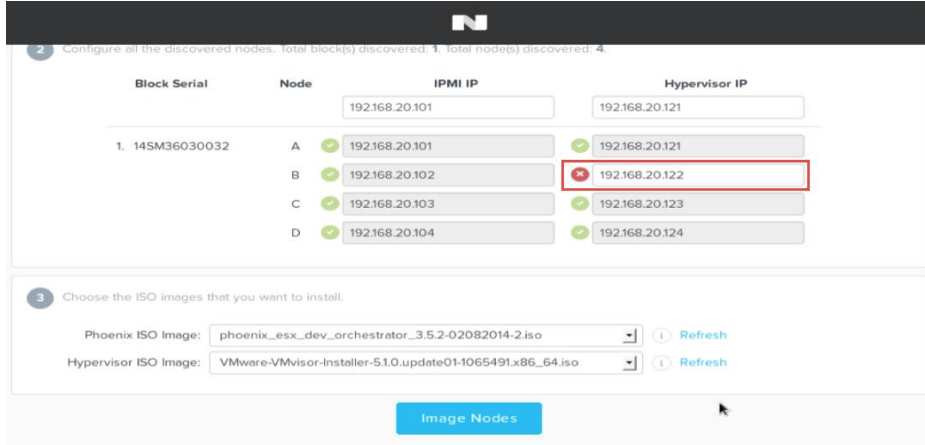 2 Configure all the discovered nodes. Total block(s) discovered: 1. Total node(s) discovered: 4.
Block Serial Node IPMI IP Hypervisor IP
192.168.20.101 192.168.20.121
1. 14SM36030032 A 192.168.20.101 192.168.20.121
B 192.168.20.102 192.168.20.122
C 192.168.20.103 192.168.20.123
D 192.168.20.104 192.168.20.124
3 Choose the ISO images that you want to install.
Phoenix ISO Image: phoenix_esx_dev_orchestrator_3.5.2-02082014-2.iso i Refresh
Hypervisor ISO Image: VMware-VMvisor-Installer-5.1.0.update01-1065491.x86_64.iso i Refresh
Image Nodes